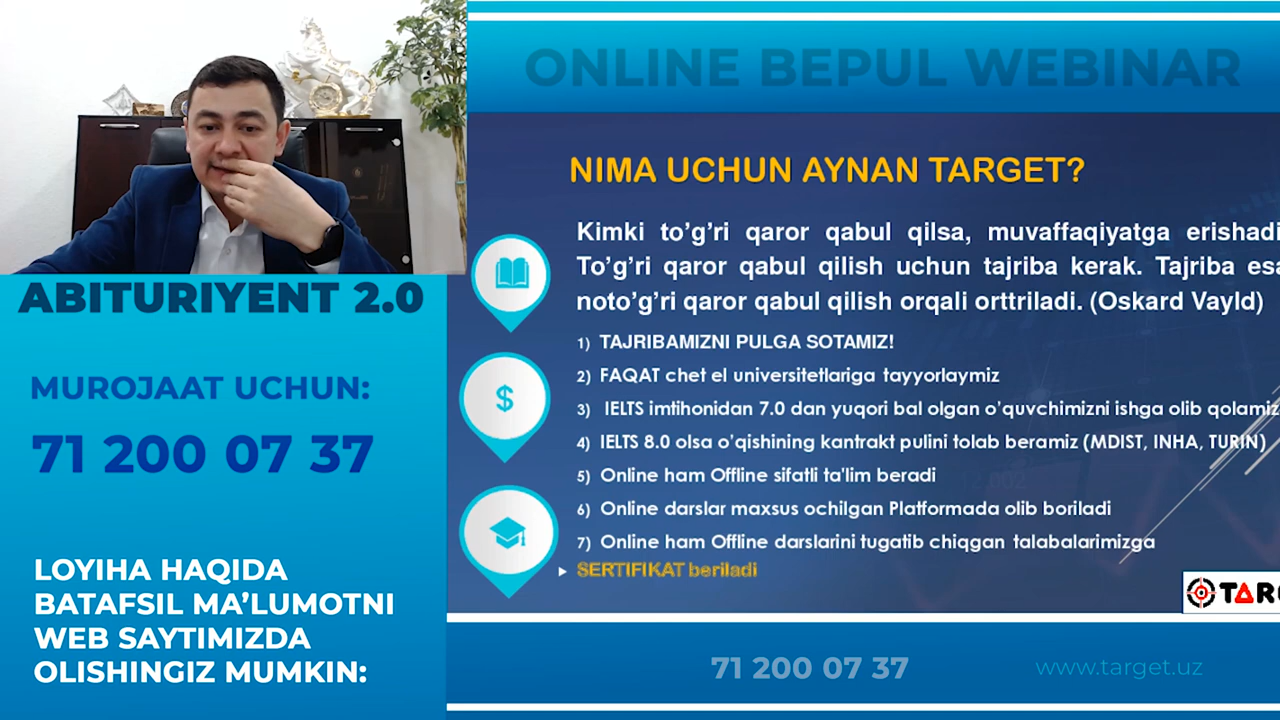 ONLINE BEPUL WEBINAR
NIMA UCHUN AYNAN TARGET?
Kimki to’g’ri qaror qabul qilsa, muvaffaqiyatga erishadi
To’g’ri qaror qabul qilish uchun tajriba kerak. Tajriba esa
noto’g’ri qaror qabul qilish orqali orttriladi. (Oskard Vayld)
1) TAJRIBAMIZNI PULGA SOTAMIZ!
2) FAQAT chet el universitetlariga tayyorlaymiz
3) IELTS imtihonidan 7.0 dan yuqori bal olgan o’quvchimizni ishga olib qolamiz
4) IELTS 8.0 olsa o’qishining kantrakt pulini tolab beramiz (MDIST, INHA, TURIN)
5) Online ham Offline sifatli ta'lim beradi
6) Online darslar maxsus ochilgan Platformada olib boriladi
7) Online ham Offline darslarini tugatib chiqgan talabalarimizga
SERTIFIKAT beriladi
ABITURIYENT 2.0
MUROJAAT UCHUN:
71 200 07 37
LOYIHA HAQIDA
BATAFSIL MA’LUMOTNI
WEB SAYTIMIZDA
OLISHINGIZ MUMKIN:
71 200 07 37
www.target.uz